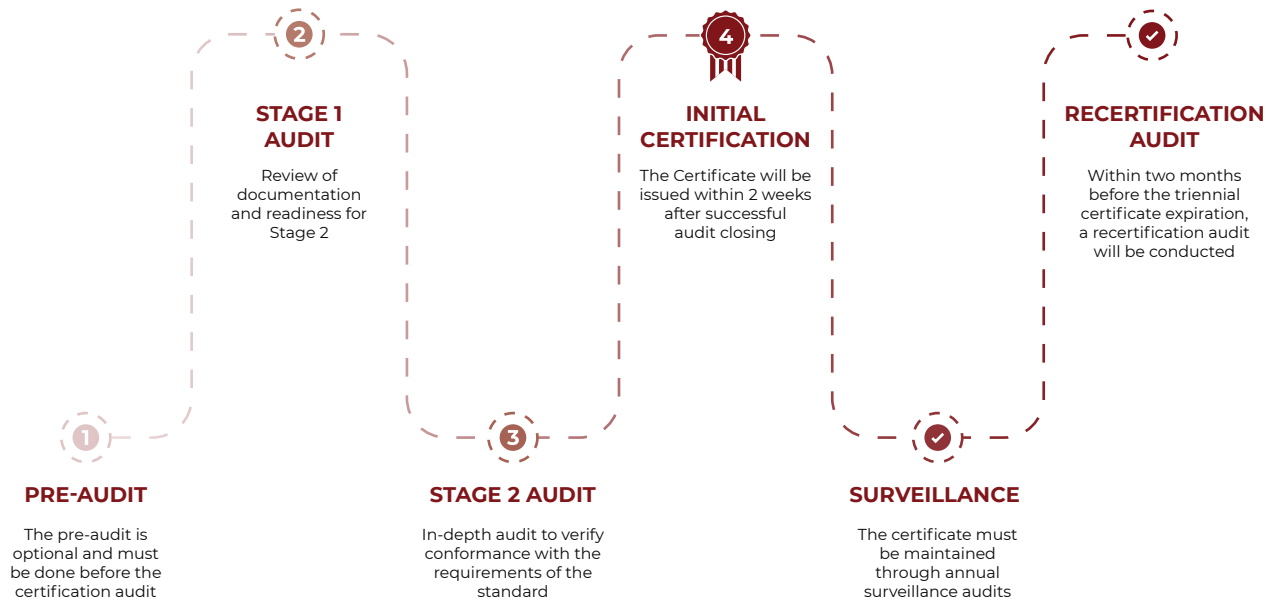 1
PRE-AUDIT
The pre-audit is
optional and must
be done before the
certification audit
2
STAGE 1
AUDIT
Review of
documentation
and readiness for
Stage 2
3
STAGE 2 AUDIT
In-depth audit to verify
conformance with the
requirements of the
standard
4
INITIAL
CERTIFICATION
The Certificate will be
issued within 2 weeks
after successful
audit closing
SURVEILLANCE
The certificate must
be maintained
through annual
surveillance audits
RECERTIFICATION
AUDIT
Within two months
before the triennial
certificate expiration,
a recertification audit
will be conducted